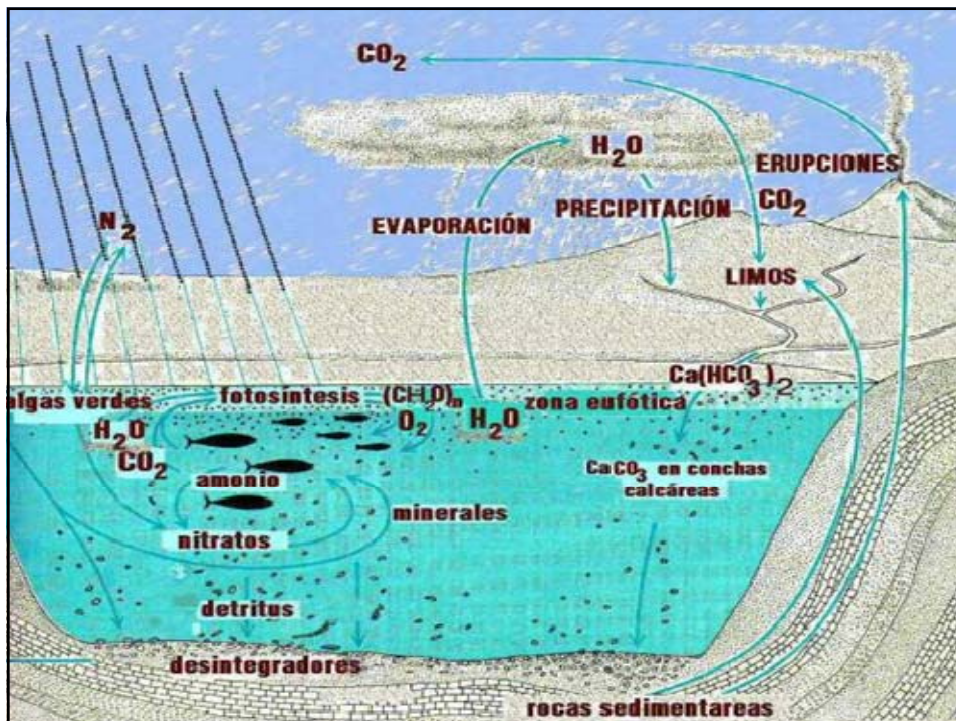 CO₂
H₂O
ERUPCIONES
CO₂
PRECIPITACIÓN
EVAPORACIÓN
N₂
LIMOS
Ca(HCO₃)₂
algas verdes
fotosíntesis
(CH₂O)n
zona eufótica
H₂O
O₂
H₂O
CO₂
amonio
CaCO₃ en conchas
calcáreas
minerales
nitratos
detritus
desintegradores
rocas sedimentareas